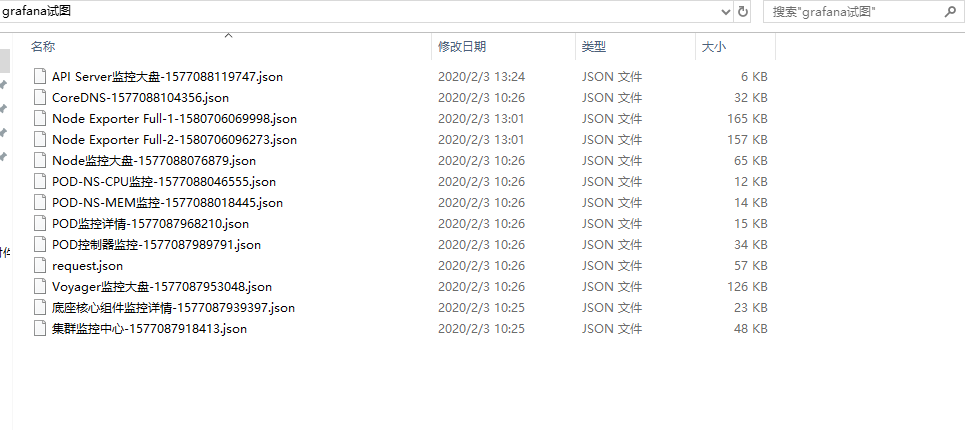 grafana试图
搜索"grafana试图"
名称 修改日期 类型 大小
API Server监控大盘-1577088119747.json 2020/2/3 13:24 JSON 文件 6 KB
CoreDNS-1577088104356.json 2020/2/3 10:26 JSON 文件 32 KB
Node Exporter Full-1-1580706069998.json 2020/2/3 13:01 JSON 文件 165 KB
Node Exporter Full-2-1580706096273.json 2020/2/3 13:01 JSON 文件 157 KB
Node监控大盘-1577088076879.json 2020/2/3 10:26 JSON 文件 65 KB
POD-NS-CPU监控-1577088046555.json 2020/2/3 10:26 JSON 文件 12 KB
POD-NS-MEM监控-1577088018445.json 2020/2/3 10:26 JSON 文件 14 KB
POD监控详情-1577087968210.json 2020/2/3 10:26 JSON 文件 15 KB
POD控制器监控-1577087989791.json 2020/2/3 10:26 JSON 文件 34 KB
request.json 2020/2/3 10:26 JSON 文件 57 KB
Voyager监控大盘-1577087953048.json 2020/2/3 10:26 JSON 文件 126 KB
底座核心组件监控详情-1577087939397.json 2020/2/3 10:25 JSON 文件 23 KB
集群监控中心-1577087918413.json 2020/2/3 10:25 JSON 文件 48 KB